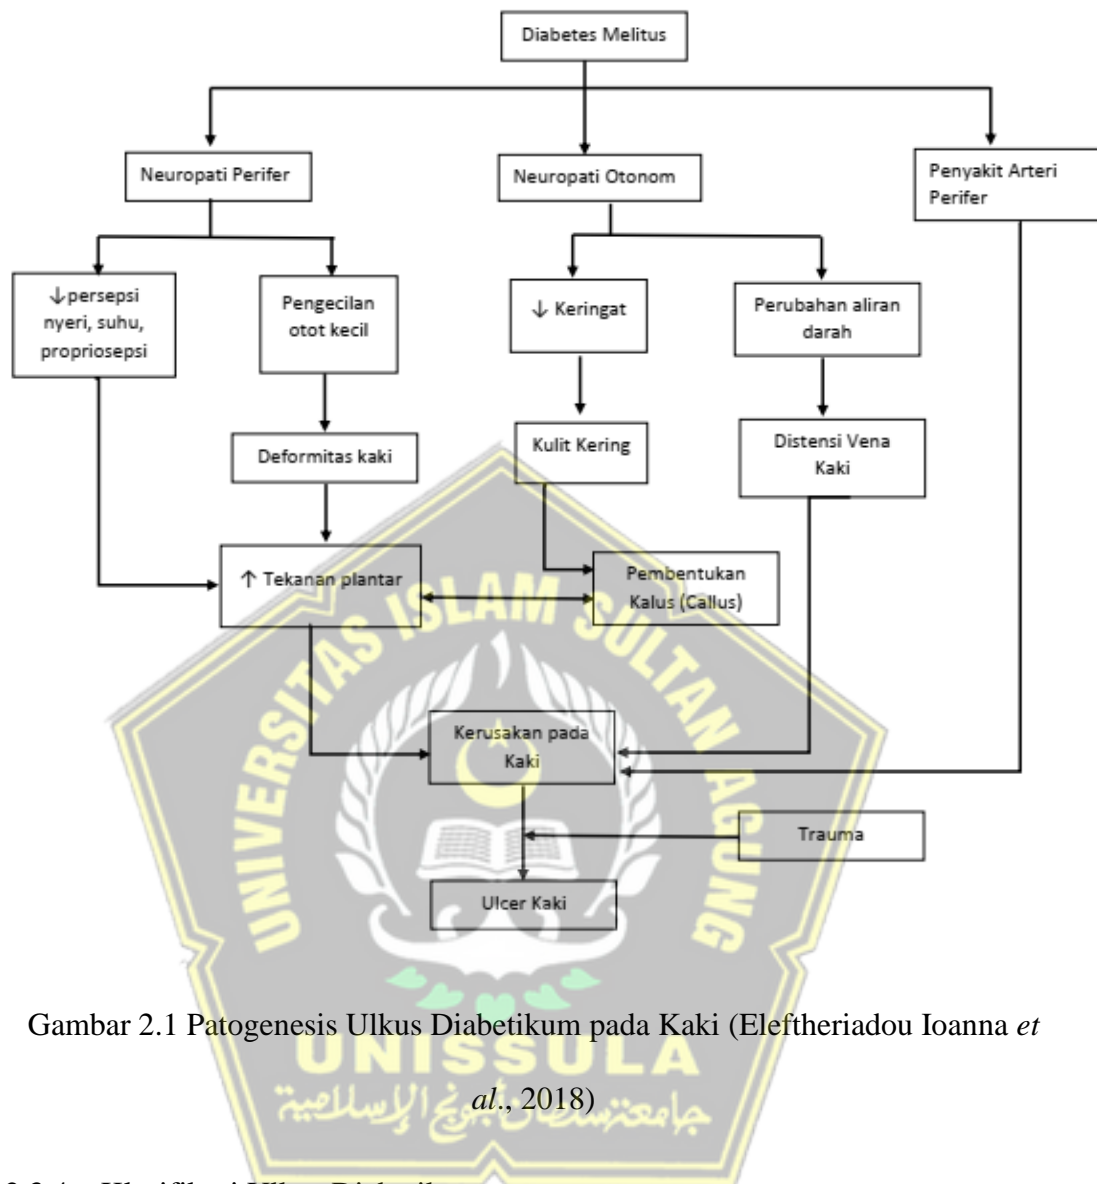 Diabetes Melitus
Neuropati Perifer
Neuropati Otonom
Penyakit Arteri
Perifer
↓persepsi
nyeri, suhu,
propriosepsi
Pengecilan
otot kecil
↓ Keringat
Perubahan aliran
darah
Deformitas kaki
Kulit Kering
Distensi Vena
Kaki
↑ Tekanan plantar
Pembentukan
Kalus (Callus)
UNIVERSITAS ISLAM SULTAN AGUNG
Kerusakan pada
Kaki
Trauma
Ulcer Kaki
Gambar 2.1 Patogenesis Ulkus Diabetikum pada Kaki (Eleftheriadou Ioanna et
al., 2018)
UNISSULA
جامعة سلطان أجونج الإسلامية